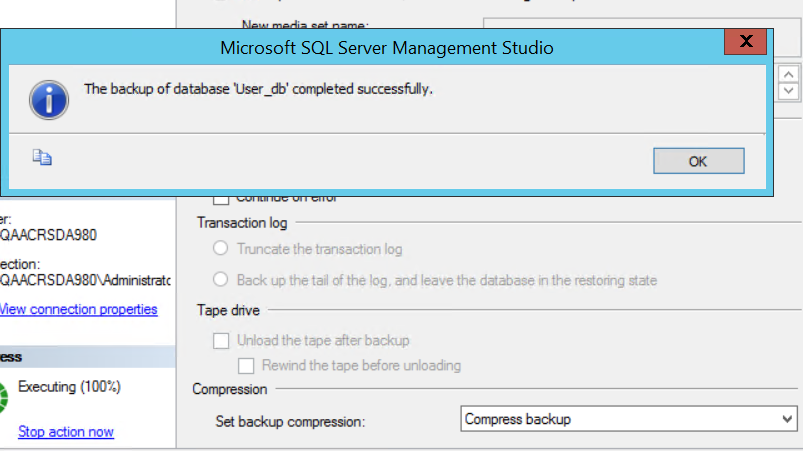 New media set name:
Microsoft SQL Server Management Studio
X
The backup of database 'User_db' completed successfully.
OK
Continue on error
er:
QAACRSDA980
Transaction log
Truncate the transaction log
ection:
QAACRSDA980\Administrato
Back up the tail of the log, and leave the database in the restoring state
View connection properties
Tape drive
Unload the tape after backup
ess
Rewind the tape before unloading
Executing (100%)
Compression
Set backup compression:
Compress backup
Stop action now